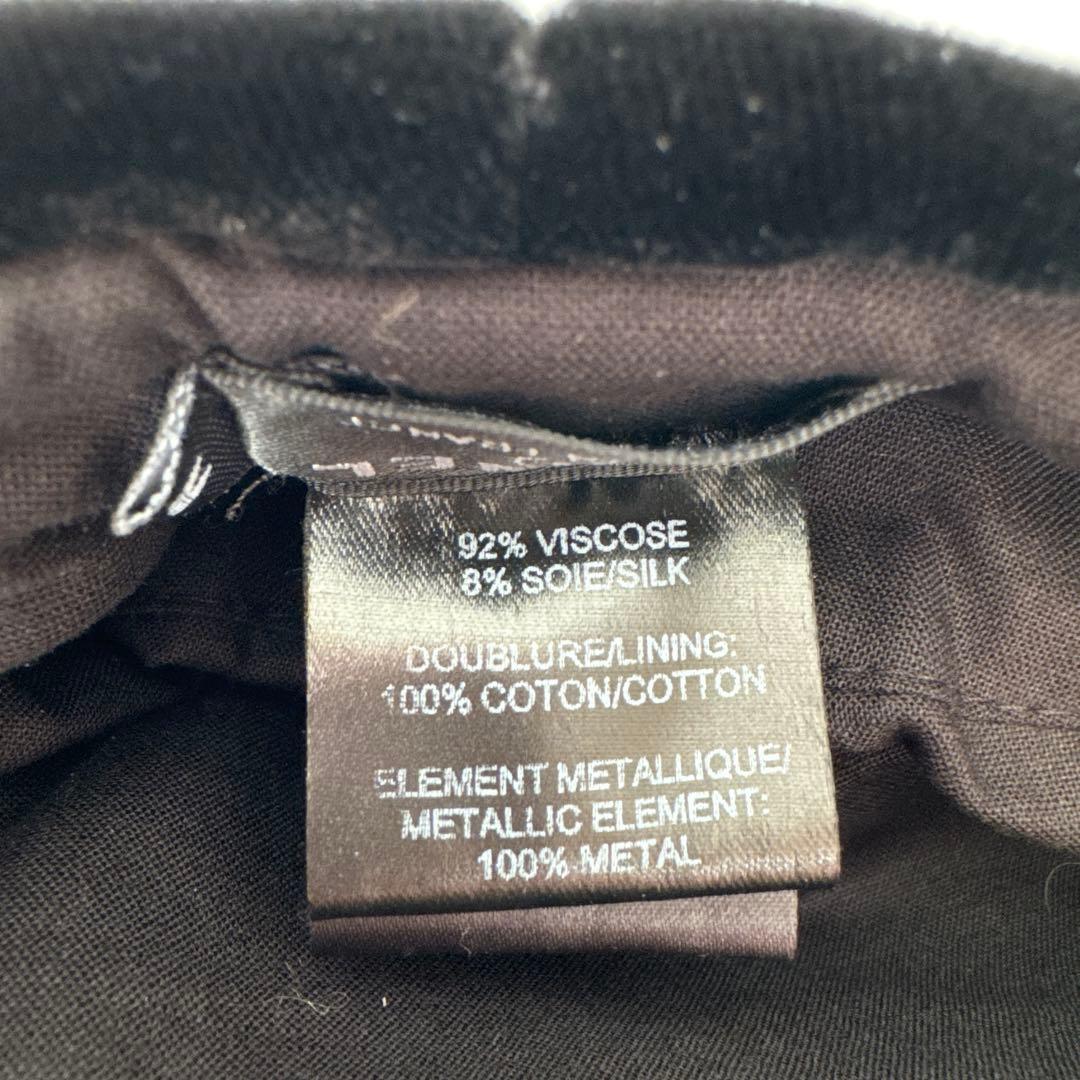 92% VISCOSE
8% SOIE/SILK
DOUBLURE/LINING:
100% COTON/COTTON
ELEMENT METALLIQUE/
METALLIC ELEMENT:
100% METAL